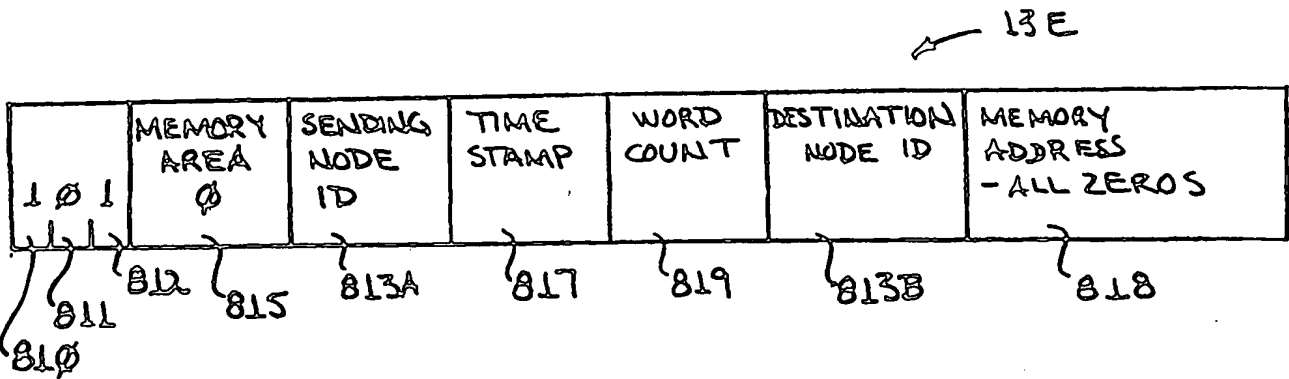 13E
1 Ø 1
MEMORY
AREA
Ø
SENDING
NODE
ID
TIME
STAMP
WORD
COUNT
DESTINATION
NODE ID
MEMORY
ADDRESS
- ALL ZEROS
81Ø
811
812
815
813A
817
819
813B
818